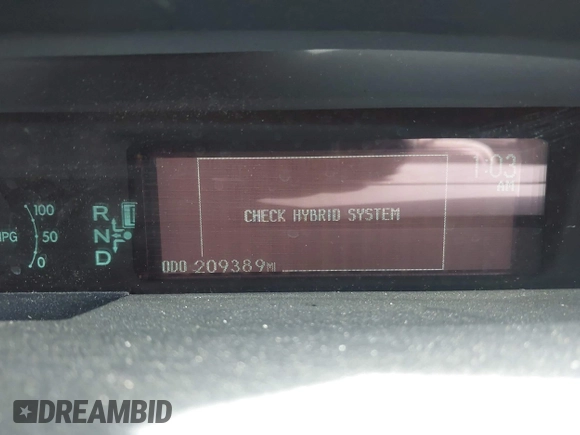 1:03
AM
CHECK HYBRID SYSTEM
ODO 209389 MI
100
MPG 50
0
R
N
D
DREAMBID